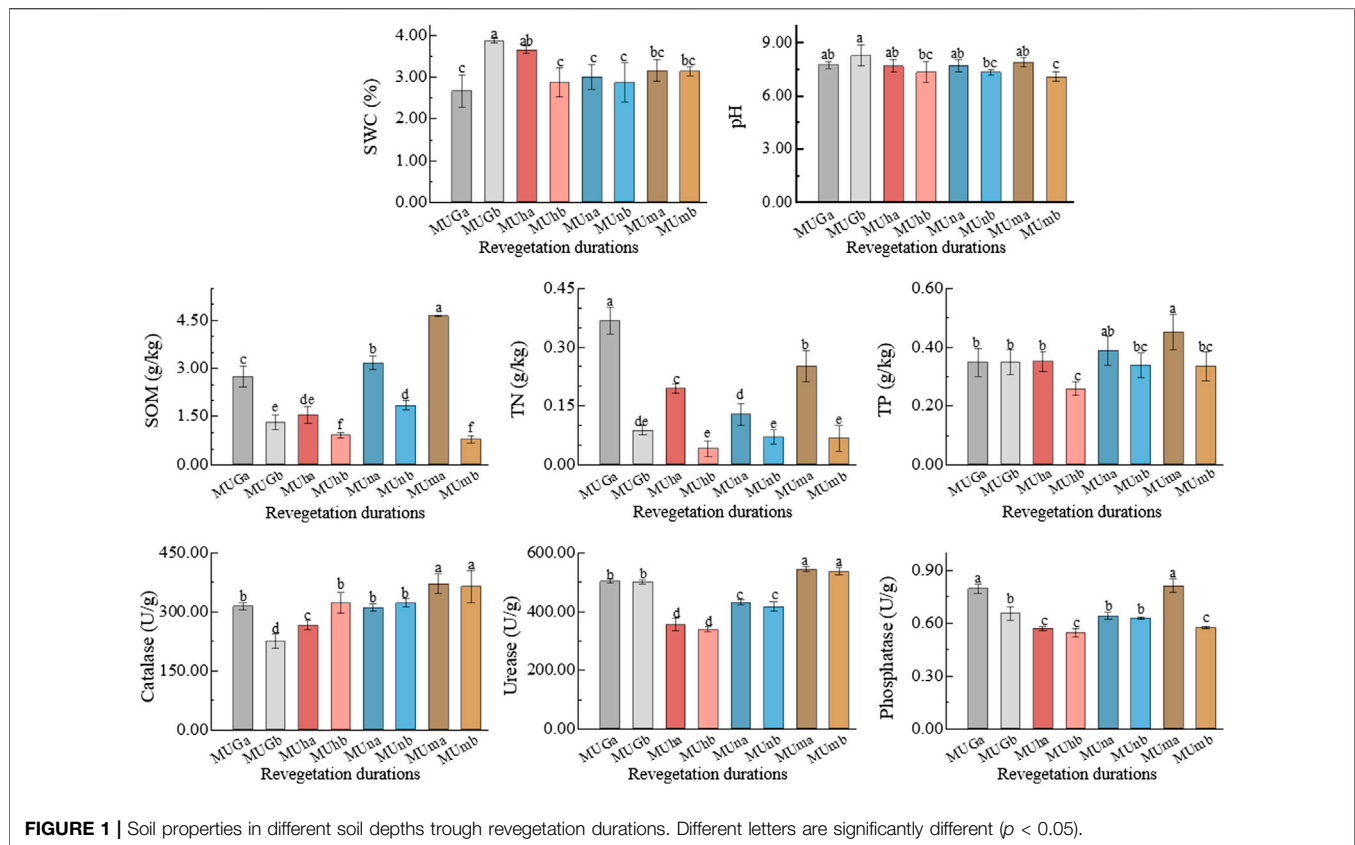 4.00
3.00
2.00
1.00
0.00
SWC (%)
c
a
ab
c
c
c
bc
bc
MUGa
MUGb
MUha
MUhb
MUna
MUnb
MUma
MUmb
Revegetation durations
9.00
6.00
3.00
0.00
pH
ab
a
ab
bc
ab
bc
ab
c
MUGa
MUGb
MUha
MUhb
MUna
MUnb
MUma
MUmb
Revegetation durations
4.50
3.00
1.50
0.00
SOM (g/kg)
c
e
de
f
b
d
a
f
MUGa
MUGb
MUha
MUhb
MUna
MUnb
MUma
MUmb
Revegetation durations
0.45
0.30
0.15
0.00
TN (g/kg)
a
de
c
e
d
e
b
e
MUGa
MUGb
MUha
MUhb
MUna
MUnb
MUma
MUmb
Revegetation durations
0.60
0.40
0.20
0.00
TP (g/kg)
b
b
b
c
ab
bc
a
bc
MUGa
MUGb
MUha
MUhb
MUna
MUnb
MUma
MUmb
Revegetation durations
450.00
300.00
150.00
0.00
Catalase (U/g)
b
d
c
b
b
b
a
a
MUGa
MUGb
MUha
MUhb
MUna
MUnb
MUma
MUmb
Revegetation durations
600.00
400.00
200.00
0.00
Urease (U/g)
b
b
d
d
c
c
a
a
MUGa
MUGb
MUha
MUhb
MUna
MUnb
MUma
MUmb
Revegetation durations
0.90
0.60
0.30
0.00
Phosphatase (U/g)
a
b
c
c
b
b
a
c
MUGa
MUGb
MUha
MUhb
MUna
MUnb
MUma
MUmb
Revegetation durations
FIGURE 1 | Soil properties in different soil depths trough revegetation durations. Different letters are significantly different (p < 0.05).